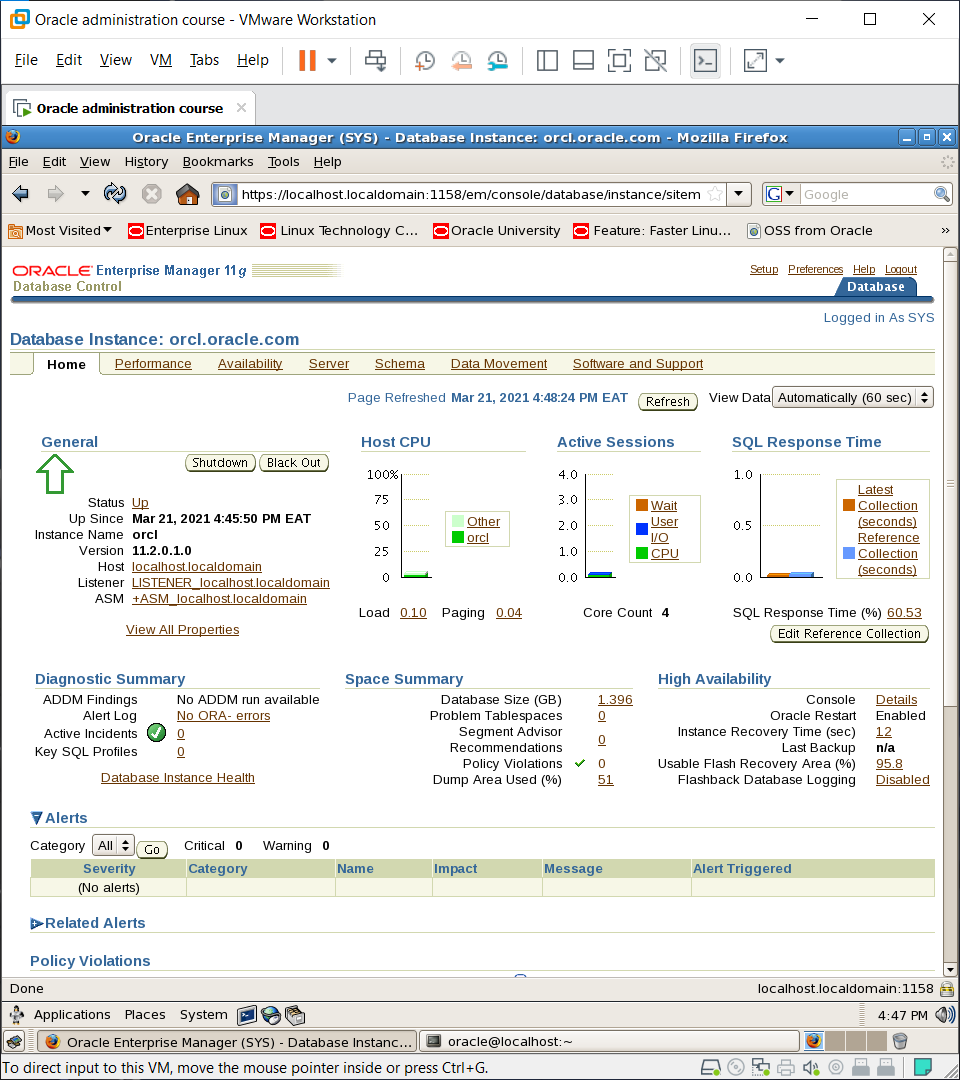 Oracle administration course - VMware Workstation
File Edit View VM Tabs Help
Oracle administration course
Oracle Enterprise Manager (SYS) - Database Instance: orcl.oracle.com - Mozilla Firefox
File Edit View History Bookmarks Tools Help
https://localhost.localdomain:1158/em/console/database/instance/sitem
G Google
Most Visited Enterprise Linux Linux Technology C... Oracle University Feature: Faster Linu... OSS from Oracle »
ORACLE Enterprise Manager 11g
Database Control
Setup Preferences Help Logout
Database
Logged in As SYS
Database Instance: orcl.oracle.com
Home Performance Availability Server Schema Data Movement Software and Support
Page Refreshed Mar 21, 2021 4:48:24 PM EAT Refresh View Data Automatically (60 sec)
General
Shutdown Black Out
Status Up
Up Since Mar 21, 2021 4:45:50 PM EAT
Instance Name orcl
Version 11.2.0.1.0
Host localhost.localdomain
Listener LISTENER_localhost.localdomain
ASM +ASM_localhost.localdomain
View All Properties
Host CPU
100%
75
50
25
0
Other
orcl
Load 0.10 Paging 0.04
Active Sessions
4.0
3.0
2.0
1.0
0.0
Wait
User
I/O
CPU
Core Count 4
SQL Response Time
1.0
0.5
0.0
Latest
Collection
(seconds)
Reference
Collection
(seconds)
SQL Response Time (%) 60.53
Edit Reference Collection
Diagnostic Summary
ADDM Findings No ADDM run available
Alert Log No ORA- errors
Active Incidents 0
Key SQL Profiles 0
Database Instance Health
Space Summary
Database Size (GB) 1.396
Problem Tablespaces 0
Segment Advisor
Recommendations 0
Policy Violations 0
Dump Area Used (%) 51
High Availability
Console Details
Oracle Restart Enabled
Instance Recovery Time (sec) 12
Last Backup n/a
Usable Flash Recovery Area (%) 95.8
Flashback Database Logging Disabled
Alerts
Category All Go Critical 0 Warning 0
Severity Category Name Impact Message Alert Triggered
(No alerts)
Related Alerts
Policy Violations
Done localhost.localdomain:1158
Applications Places System 4:47 PM
Oracle Enterprise Manager (SYS) - Database Instanc... oracle@localhost:~
To direct input to this VM, move the mouse pointer inside or press Ctrl+G.